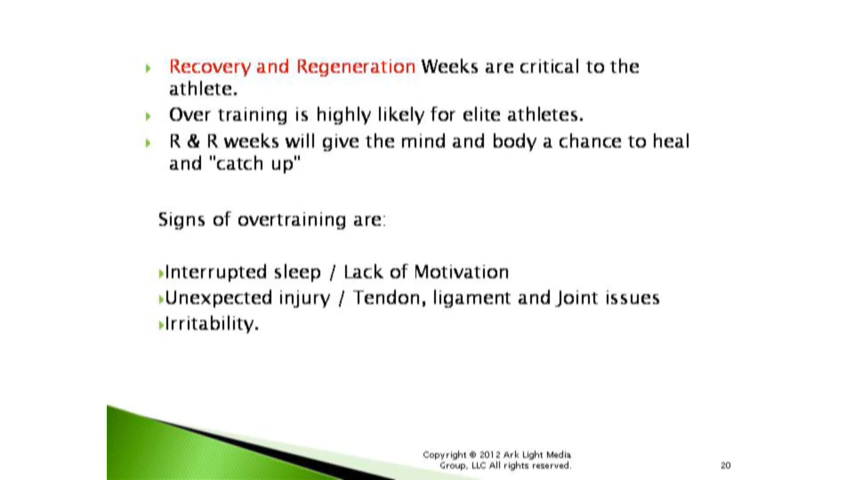 Recovery and Regeneration Weeks are critical to the
athlete.
Over training is highly likely for elite athletes.
R & R weeks will give the mind and body a chance to heal
and "catch up"
Signs of overtraining are:
Interrupted sleep / Lack of Motivation
Unexpected injury / Tendon, ligament and Joint issues
Irritability.
Copyright © 2012 Ark Light Media
Group, LLC All rights reserved.
20